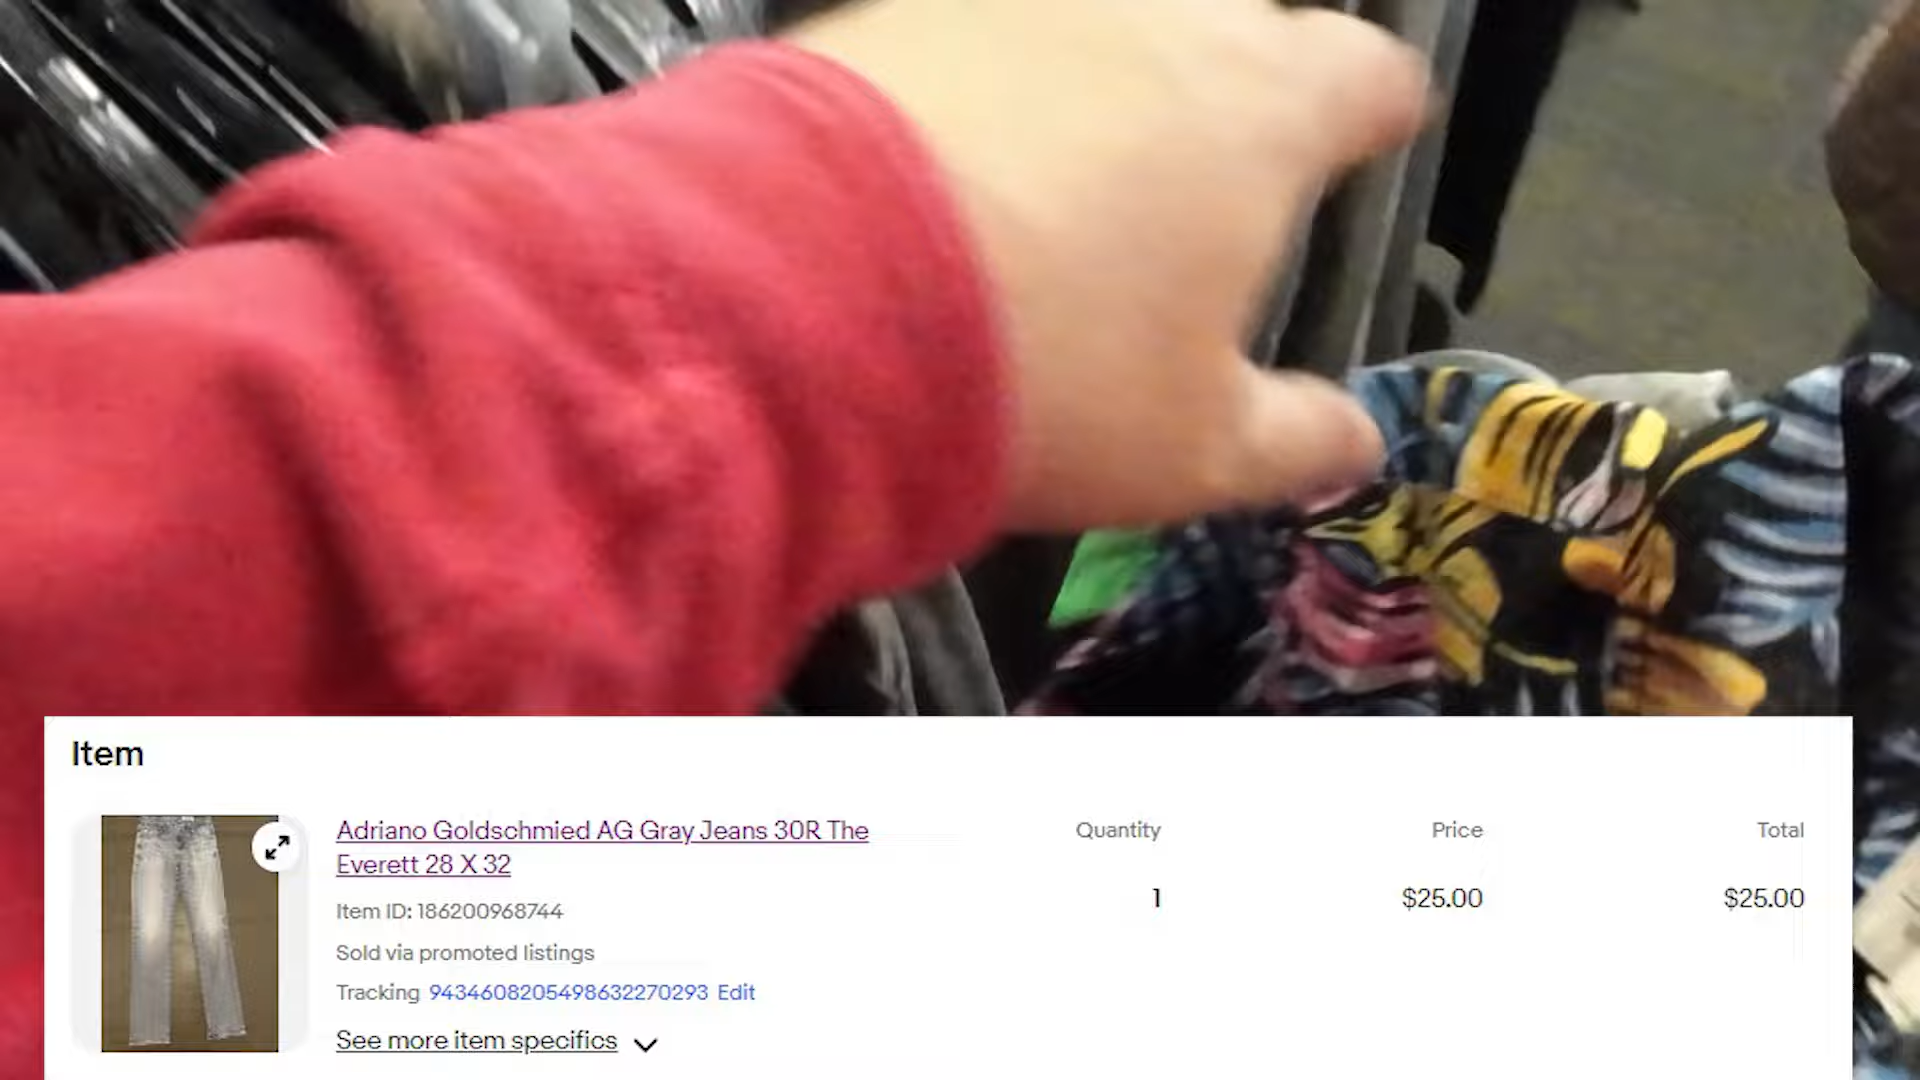 Item
Adriano Goldschmied AG Gray Jeans 30R The
Everett 28 X 32
Item ID: 186200968744
Sold via promoted listings
Tracking 9434608205498632270293 Edit
See more item specifics
Quantity
1
Price
$25.00
Total
$25.00